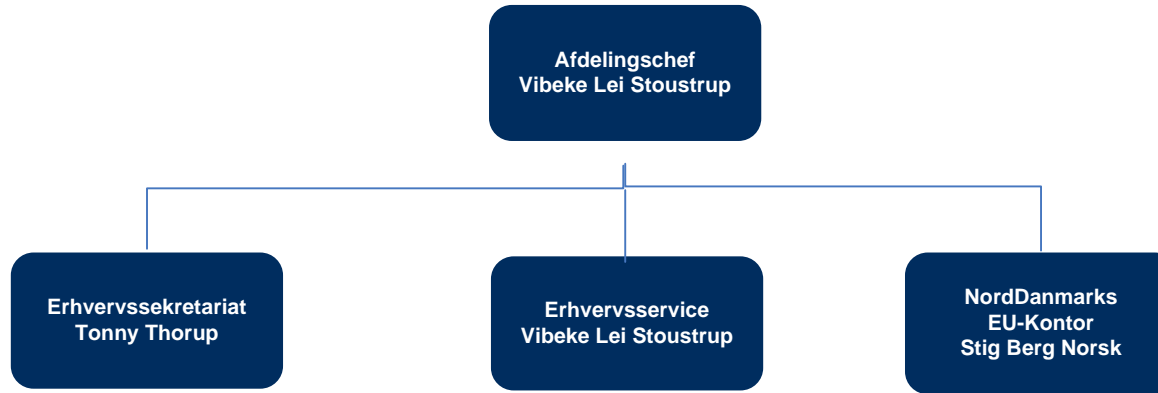 Afdelingschef
Vibeke Lei Stoustrup
Erhvervssekretariat
Tonny Thorup
Erhvervsservice
Vibeke Lei Stoustrup
NordDanmarks
EU-Kontor
Stig Berg Norsk